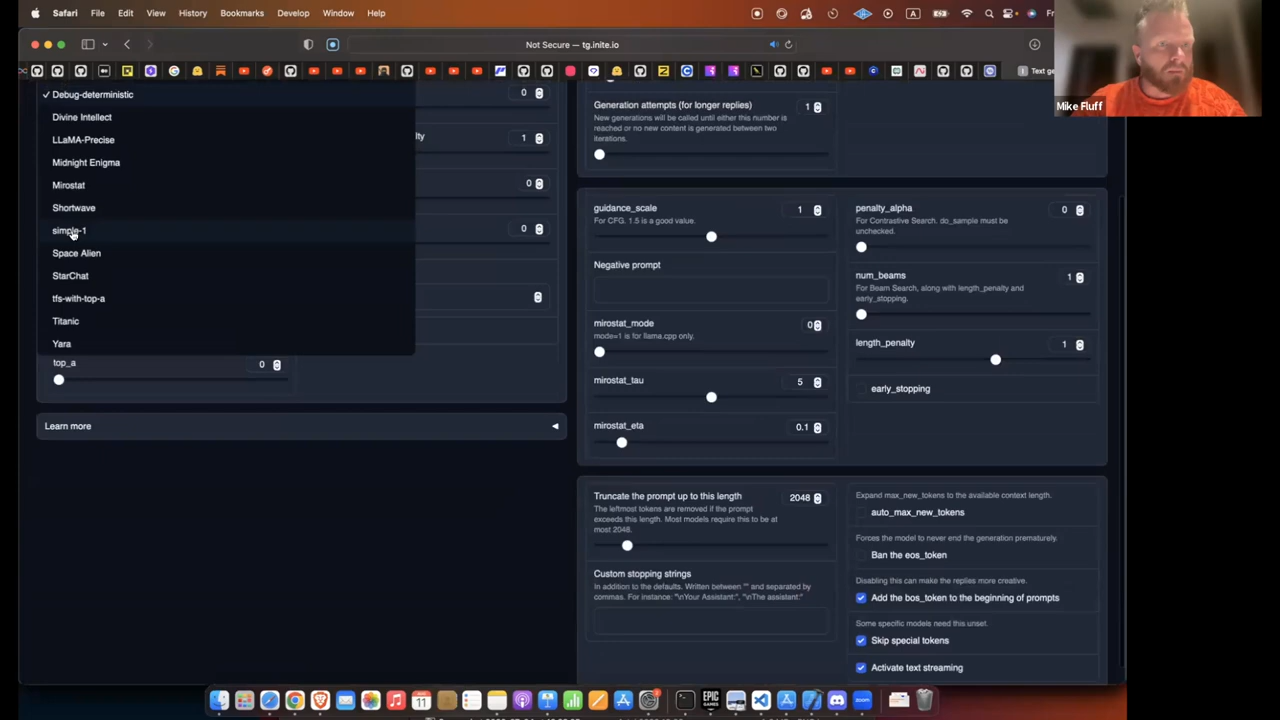 Safari File Edit View History Bookmarks Develop Window Help
Not Secure — tg.inite.io
Text ge
Mike Fluff
✓ Debug-deterministic
Divine Intellect
LLaMA-Precise
Midnight Enigma
Mirostat
Shortwave
simple-1
Space Alien
StarChat
tfs-with-top-a
Titanic
Yara
0
lty
1
0
0
top_a
0
Learn more
Generation attempts (for longer replies)
1
New generations will be called until either this number is
reached or no new content is generated between two
iterations.
guidance_scale
1
For CFG. 1.5 is a good value.
Negative prompt
mirostat_mode
0
mode=1 is for llama.cpp only.
mirostat_tau
5
mirostat_eta
0.1
penalty_alpha
0
For Contrastive Search. do_sample must be
unchecked.
num_beams
1
For Beam Search, along with length_penalty and
early_stopping.
length_penalty
1
early_stopping
Truncate the prompt up to this length
2048
The leftmost tokens are removed if the prompt
exceeds this length. Most models require this to be at
most 2048.
Custom stopping strings
In addition to the defaults. Written between "" and separated by
commas. For instance: "\nYour Assistant:", "\nThe assistant:"
Expand max_new_tokens to the available context length.
auto_max_new_tokens
Forces the model to never end the generation prematurely.
Ban the eos_token
Disabling this can make the replies more creative.
Add the bos_token to the beginning of prompts
Some specific models need this unset.
Skip special tokens
Activate text streaming